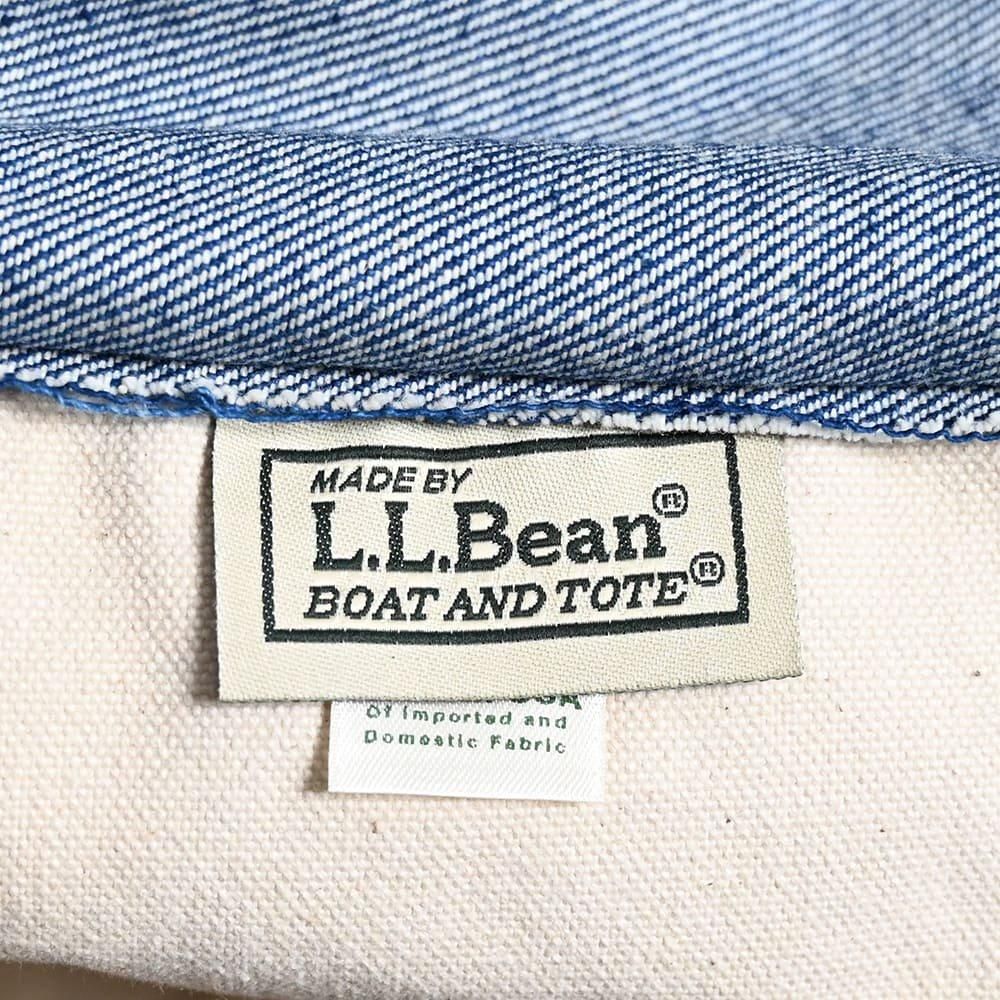 MADE BY
L.L.Bean®
BOAT AND TOTE®
Of Imported and
Domestic Fabric